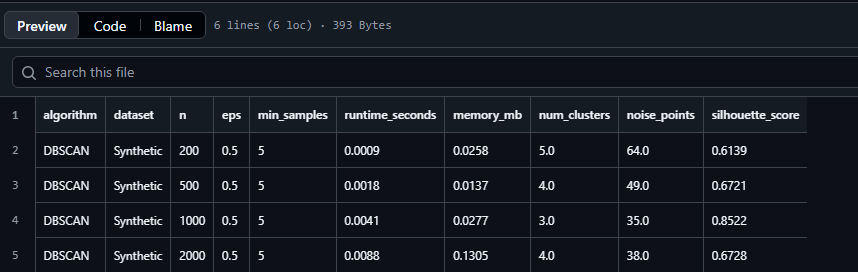 Preview Code Blame 6 lines (6 loc) · 393 Bytes
Search this file
1 algorithm dataset n eps min_samples runtime_seconds memory_mb num_clusters noise_points silhouette_score
2 DBSCAN Synthetic 200 0.5 5 0.0009 0.0258 5.0 64.0 0.6139
3 DBSCAN Synthetic 500 0.5 5 0.0018 0.0137 4.0 49.0 0.6721
4 DBSCAN Synthetic 1000 0.5 5 0.0041 0.0277 3.0 35.0 0.8522
5 DBSCAN Synthetic 2000 0.5 5 0.0088 0.1305 4.0 38.0 0.6728